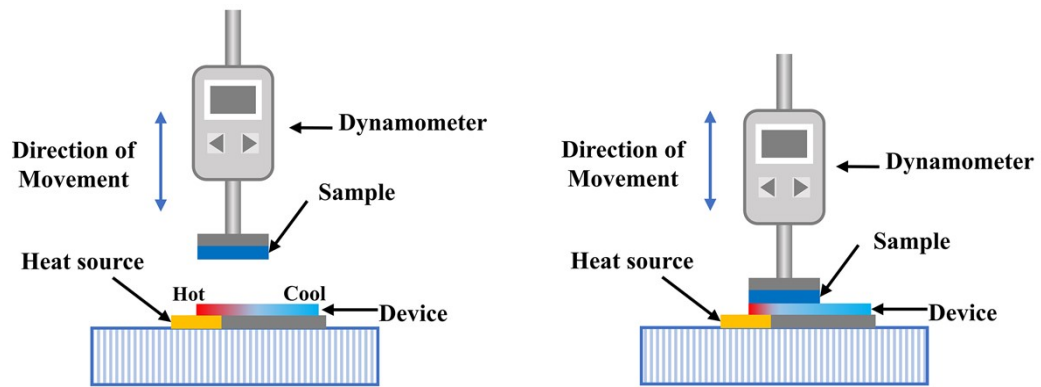 Dynamometer
Direction of
Movement
Sample
Heat source
Hot
Cool
Device
Dynamometer
Direction of
Movement
Sample
Heat source
Device